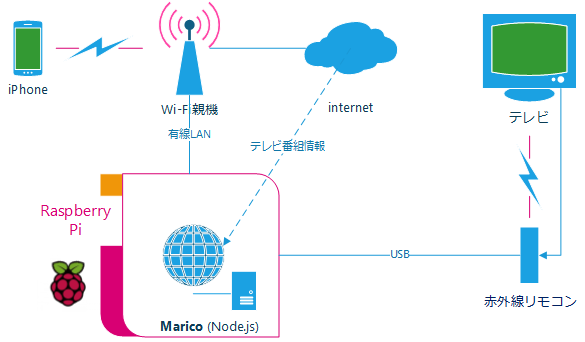 iPhone
Wi-Fi親機
internet
テレビ
有線LAN
テレビ番組情報
Raspberry
Pi
USB
赤外線リモコン
Marico (Node.js)